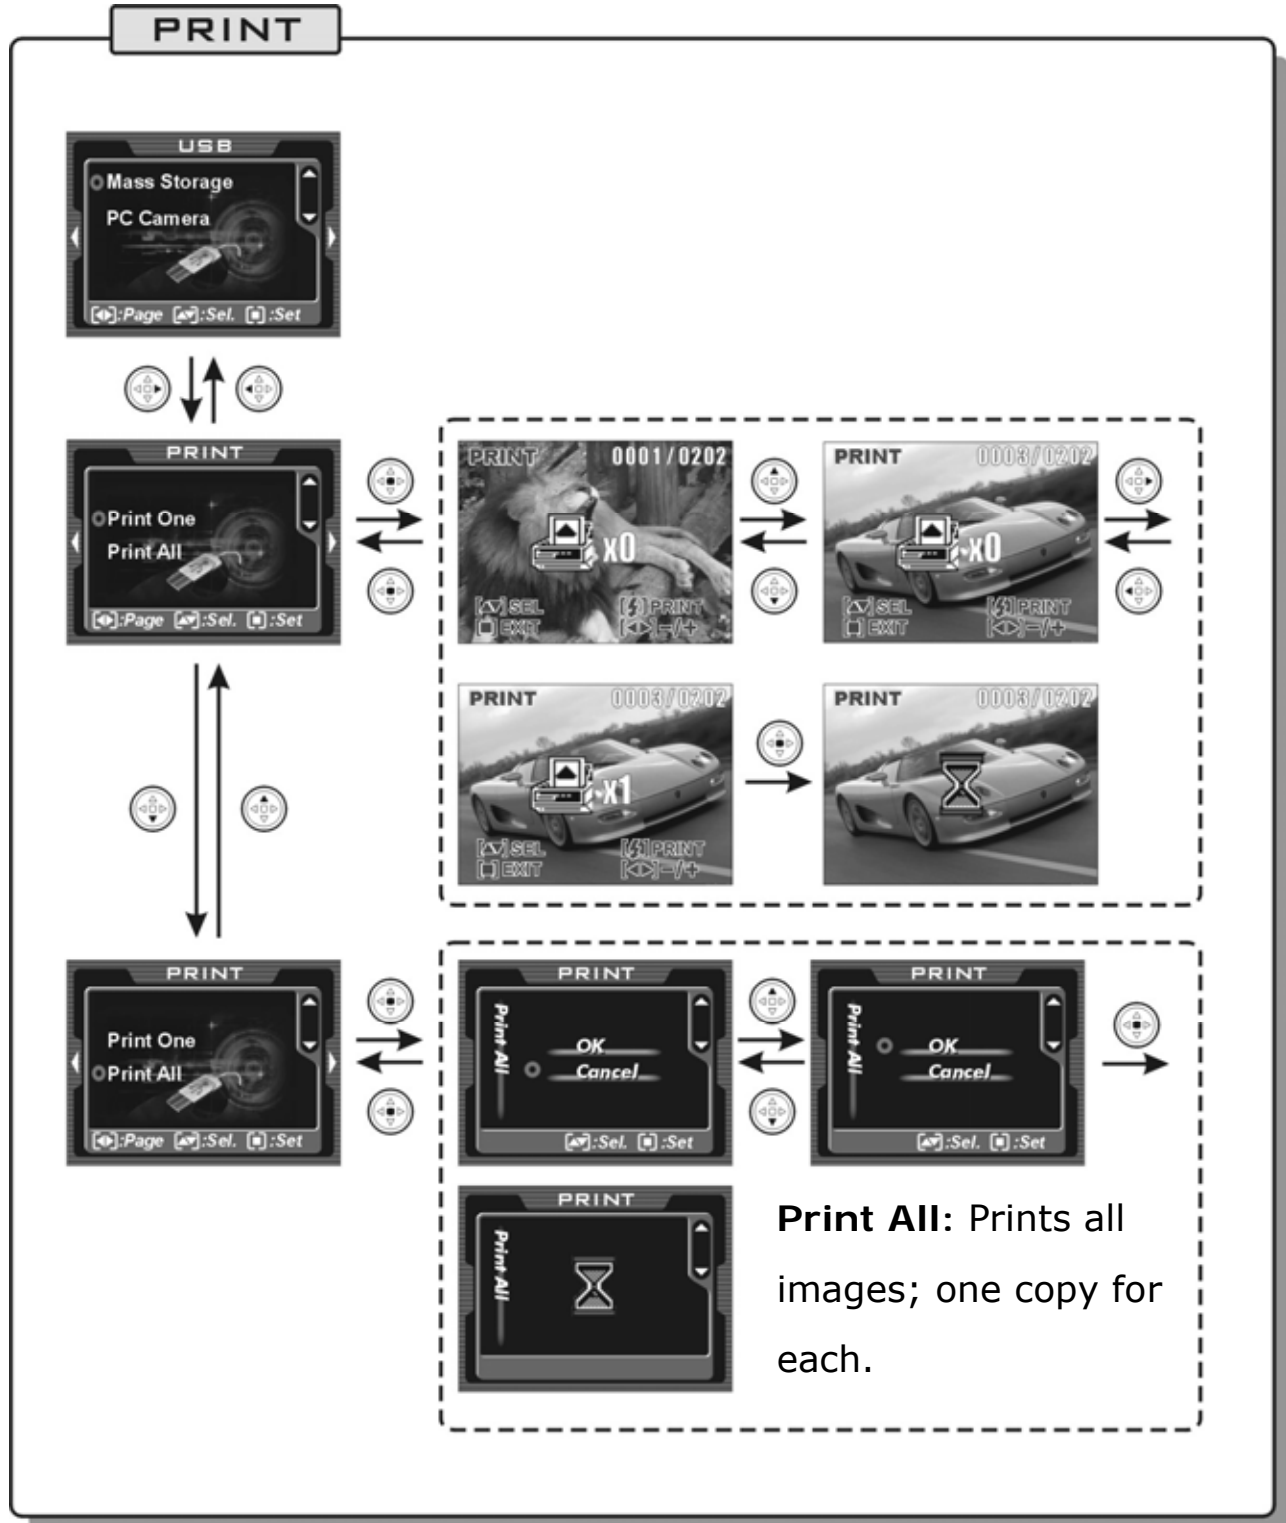 PRINT
USB
Mass Storage
PC Camera
[◀▶]:Page [▲▼]:Sel. [■]:Set
PRINT
Print One
Print All
[◀▶]:Page [▲▼]:Sel. [■]:Set
PRINT 0001/0202
x0
[△▽] SEL [⚡] PRINT
[□] EXIT [◁▷] -/+
PRINT 0003/0202
x0
[△▽] SEL [⚡] PRINT
[□] EXIT [◁▷] -/+
PRINT 0003/0202
x1
[△▽] SEL [⚡] PRINT
[□] EXIT [◁▷] -/+
PRINT 0003/0202
PRINT
Print One
Print All
[◀▶]:Page [▲▼]:Sel. [■]:Set
PRINT
Print All
OK
Cancel
[▲▼]:Sel. [■]:Set
PRINT
Print All
OK
Cancel
[▲▼]:Sel. [■]:Set
PRINT
Print All
Print All: Prints all
images; one copy for
each.